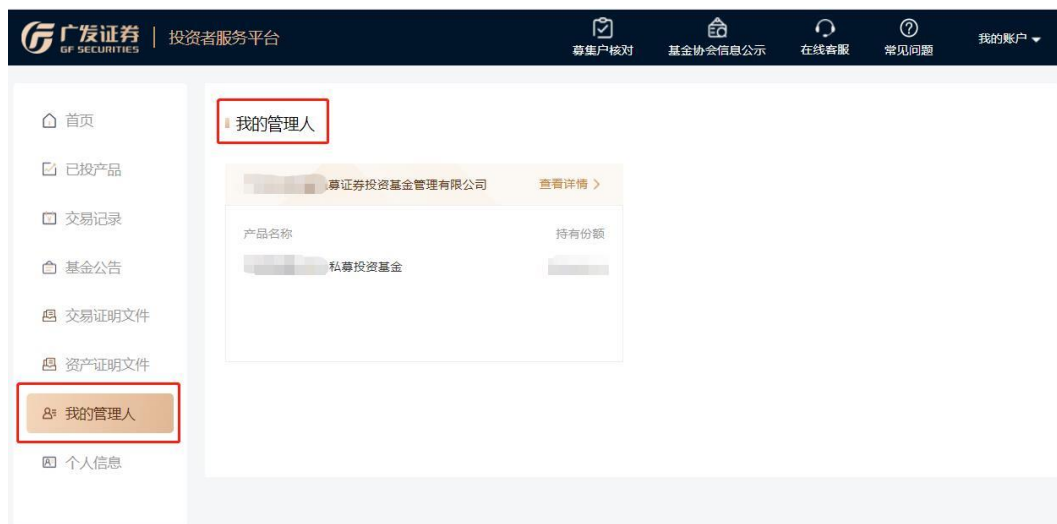 广发证券 | 投资者服务平台
GF SECURITIES
募集户核对
基金协会信息公示
在线客服
常见问题
我的账户
首页
已投产品
交易记录
基金公告
交易证明文件
资产证明文件
我的管理人
个人信息
我的管理人
募证券投资基金管理有限公司
查看详情 >
产品名称
持有份额
私募投资基金